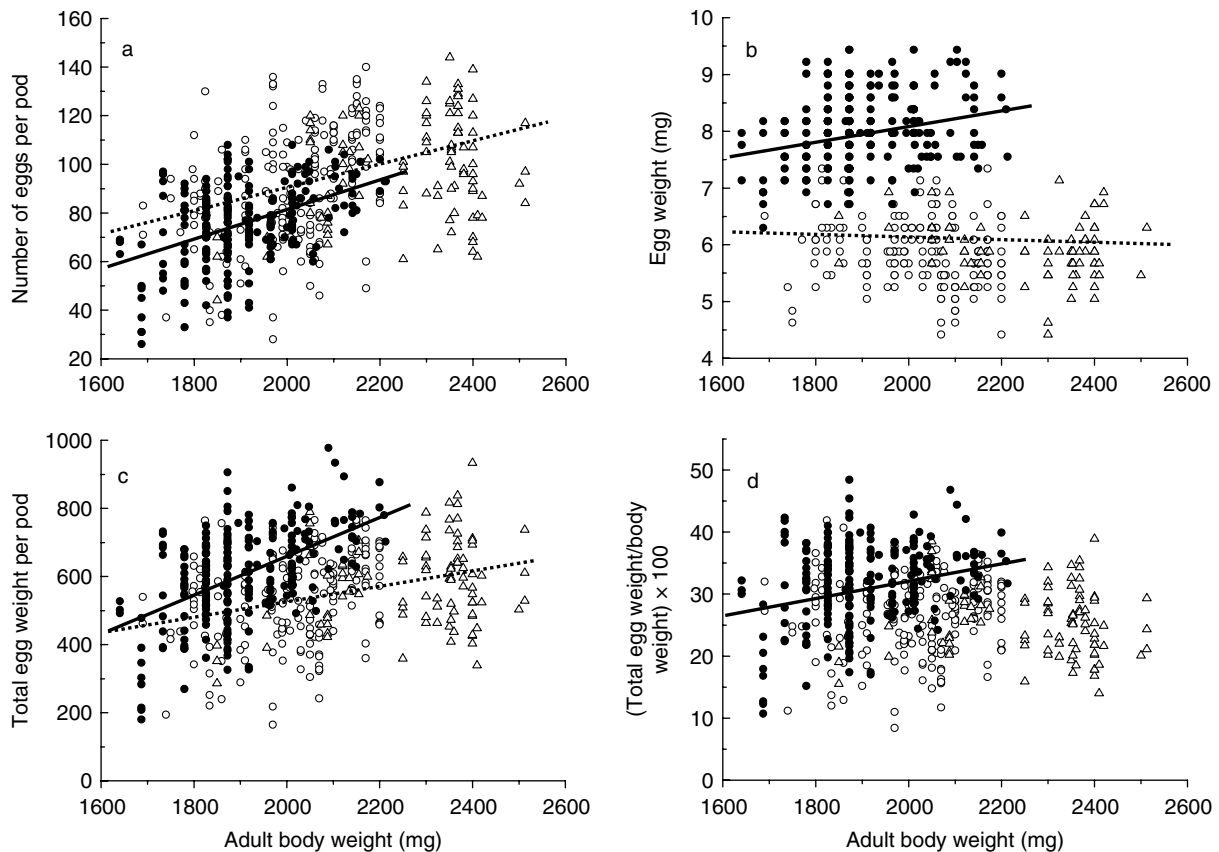 a
160
140
120
100
80
60
40
20
Number of eggs per pod
1600 1800 2000 2200 2400 2600
b
10
9
8
7
6
5
4
Egg weight (mg)
1600 1800 2000 2200 2400 2600
c
1000
800
600
400
200
0
Total egg weight per pod
1600 1800 2000 2200 2400 2600
Adult body weight (mg)
d
50
40
30
20
10
0
(Total egg weight/body
weight) × 100
1600 1800 2000 2200 2400 2600
Adult body weight (mg)